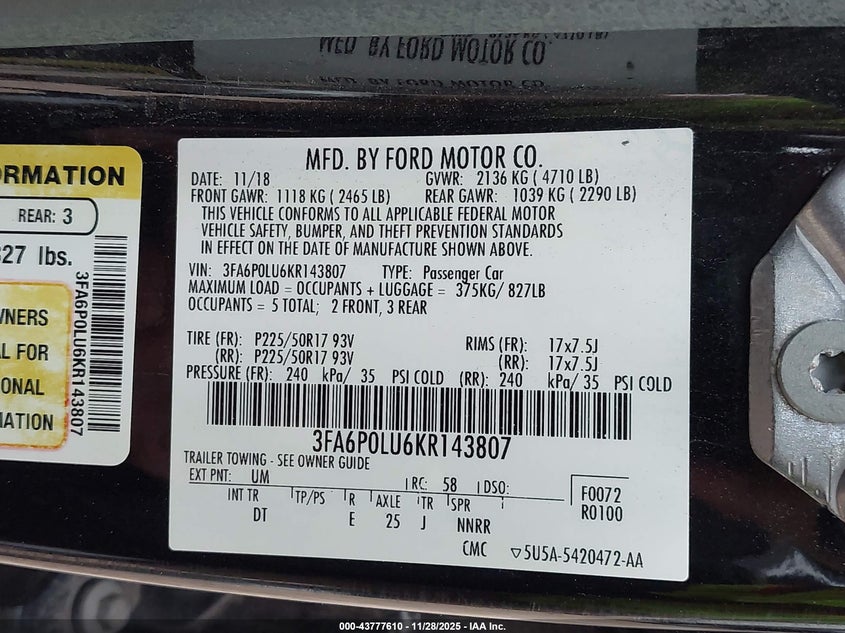 MFD. BY FORD MOTOR CO.
MFD. BY FORD MOTOR CO.
DATE: 11/18 GVWR: 2136 KG ( 4710 LB)
FRONT GAWR: 1118 KG ( 2465 LB) REAR GAWR: 1039 KG ( 2290 LB)
THIS VEHICLE CONFORMS TO ALL APPLICABLE FEDERAL MOTOR
VEHICLE SAFETY, BUMPER, AND THEFT PREVENTION STANDARDS
IN EFFECT ON THE DATE OF MANUFACTURE SHOWN ABOVE.
VIN: 3FA6P0LU6KR143807 TYPE: Passenger Car
MAXIMUM LOAD = OCCUPANTS + LUGGAGE = 375KG/ 827LB
OCCUPANTS = 5 TOTAL; 2 FRONT, 3 REAR
TIRE (FR): P225/50R17 93V RIMS (FR): 17x7.5J
(RR): P225/50R17 93V (RR): 17x7.5J
PRESSURE (FR): 240 kPa/ 35 PSI COLD (RR): 240 kPa/ 35 PSI COLD
3FA6P0LU6KR143807
TRAILER TOWING - SEE OWNER GUIDE
EXT PNT: UM RC: 58 DSO:
INT TR TP/PS R AXLE TR SPR
DT E 25 J NNRR
F0072
R0100
CMC 5U5A-5420472-AA
ORMATION
REAR: 3
827 lbs.
3FA6P0LU6KR143807
WNERS
AL FOR
IONAL
MATION
000-43777610 - 11/28/2025 - IAA Inc.